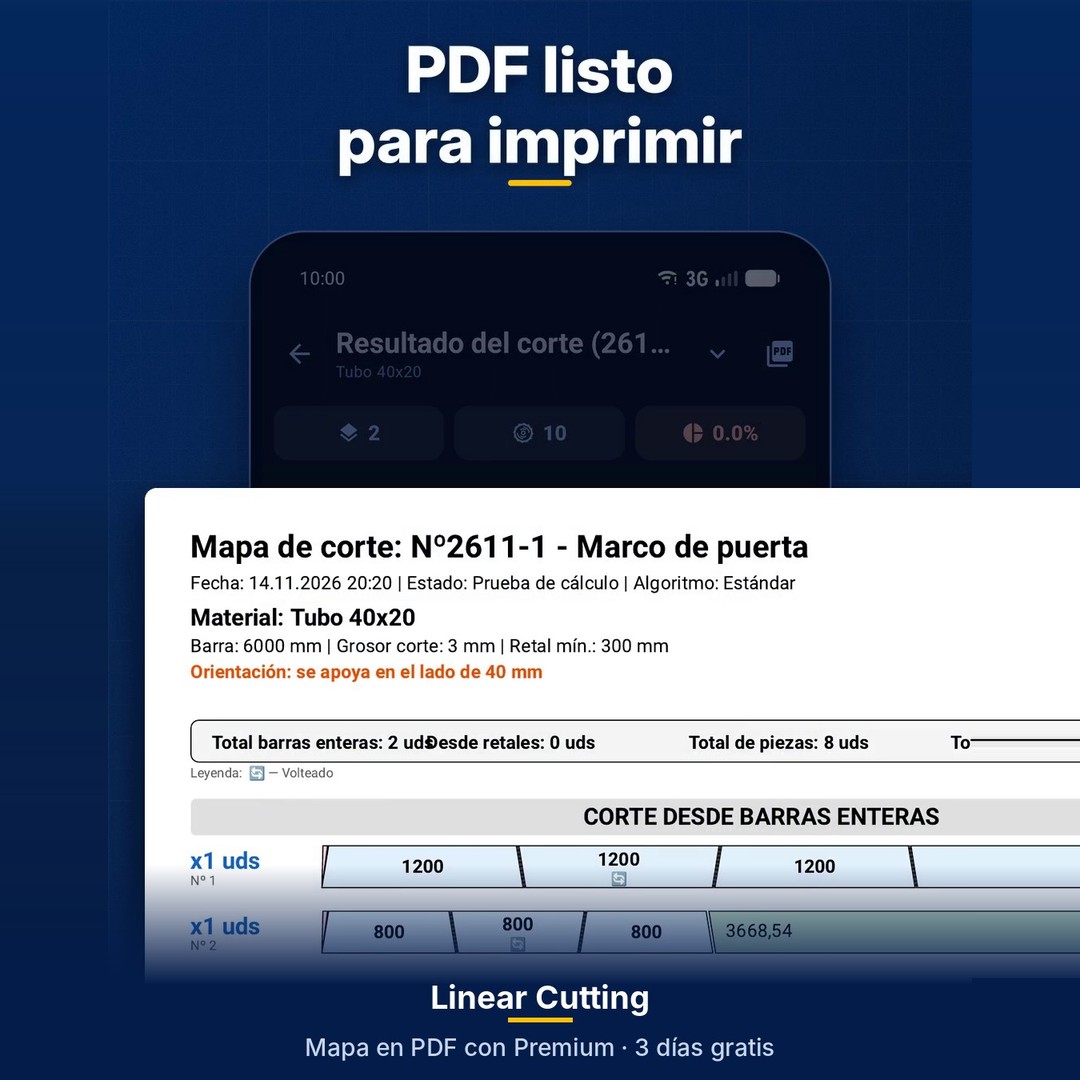 PDF listo
para imprimir
10:00 3G
Resultado del corte (261...
PDF
Tubo 40x20
2 10 0.0%
Mapa de corte: Nº2611-1 - Marco de puerta
Fecha: 14.11.2026 20:20 | Estado: Prueba de cálculo | Algoritmo: Estándar
Material: Tubo 40x20
Barra: 6000 mm | Grosor corte: 3 mm | Retal mín.: 300 mm
Orientación: se apoya en el lado de 40 mm
Total barras enteras: 2 uds Desde retales: 0 uds Total de piezas: 8 uds To
Leyenda: 🔄 — Volteado
CORTE DESDE BARRAS ENTERAS
x1 uds 1200 1200 1200
Nº 1
x1 uds 800 800 800 3668,54
Nº 2
Linear Cutting
Mapa en PDF con Premium · 3 días gratis